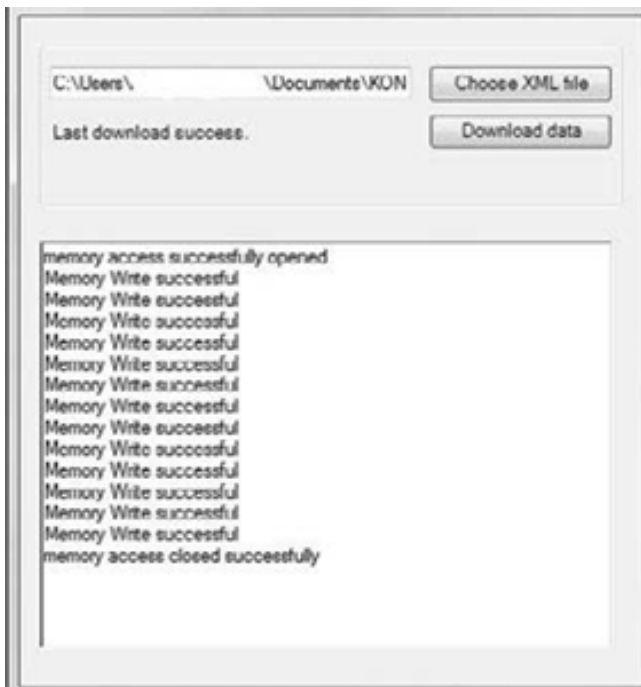 C:\Users\ \Documents\KON
Choose XML file
Last download success.
Download data
memory access successfully opened
Memory Write successful
Memory Write successful
Memory Write successful
Memory Write successful
Memory Write successful
Memory Write successful
Memory Write successful
Memory Write successful
Memory Write successful
Memory Write successful
Memory Write successful
Memory Write successful
Memory Write successful
memory access closed successfully